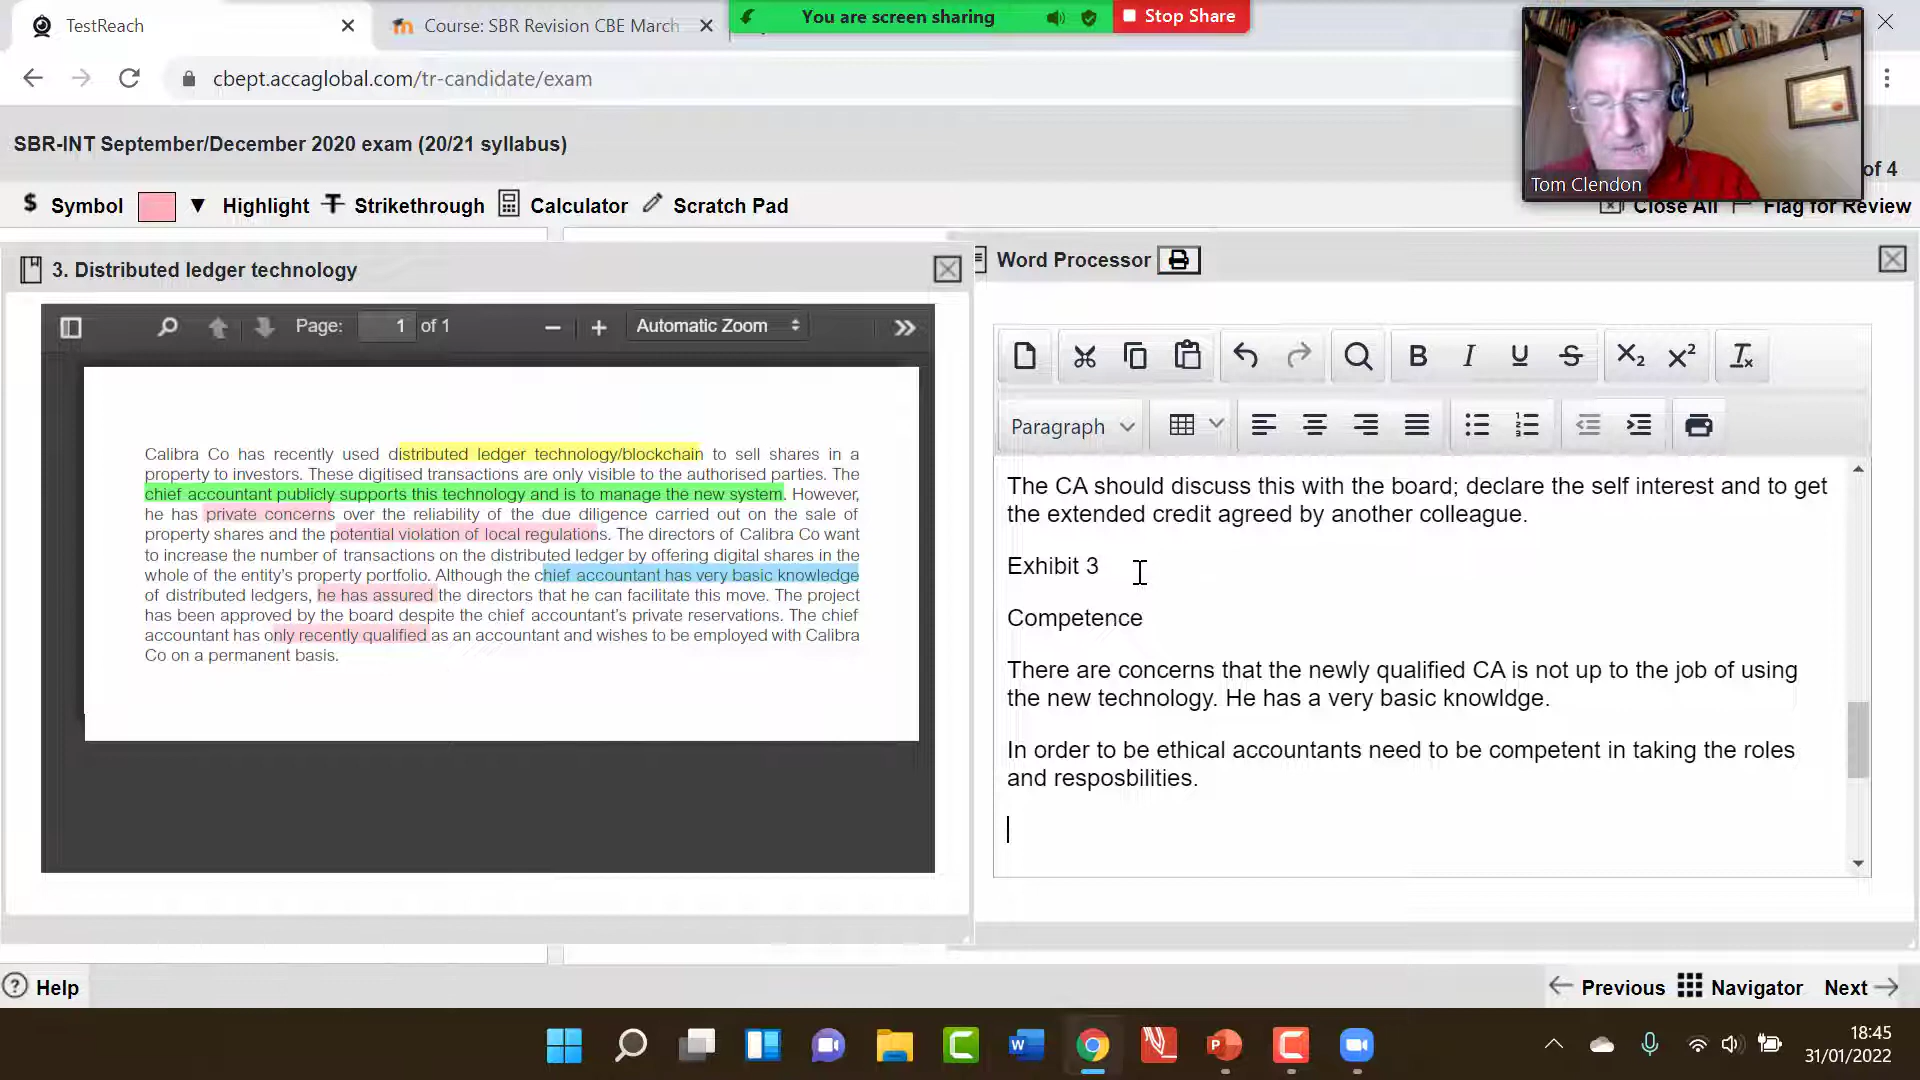 TestReach
Course: SBR Revision CBE March
You are screen sharing
Stop Share
cbept.accaglobal.com/tr-candidate/exam
SBR-INT September/December 2020 exam (20/21 syllabus)
of 4
Tom Clendon
$ Symbol
Highlight
Strikethrough
Calculator
Scratch Pad
Close All
Flag for Review
3. Distributed ledger technology
Page: 1 of 1
Automatic Zoom
Calibra Co has recently used distributed ledger technology/blockchain to sell shares in a
property to investors. These digitised transactions are only visible to the authorised parties. The
chief accountant publicly supports this technology and is to manage the new system. However,
he has private concerns over the reliability of the due diligence carried out on the sale of
property shares and the potential violation of local regulations. The directors of Calibra Co want
to increase the number of transactions on the distributed ledger by offering digital shares in the
whole of the entity's property portfolio. Although the chief accountant has very basic knowledge
of distributed ledgers, he has assured the directors that he can facilitate this move. The project
has been approved by the board despite the chief accountant's private reservations. The chief
accountant has only recently qualified as an accountant and wishes to be employed with Calibra
Co on a permanent basis.
Word Processor
B I U S X₂ X² Tx
Paragraph
The CA should discuss this with the board; declare the self interest and to get
the extended credit agreed by another colleague.
Exhibit 3
Competence
There are concerns that the newly qualified CA is not up to the job of using
the new technology. He has a very basic knowldge.
In order to be ethical accountants need to be competent in taking the roles
and resposbilities.
Help
Previous
Navigator
Next
18:45
31/01/2022